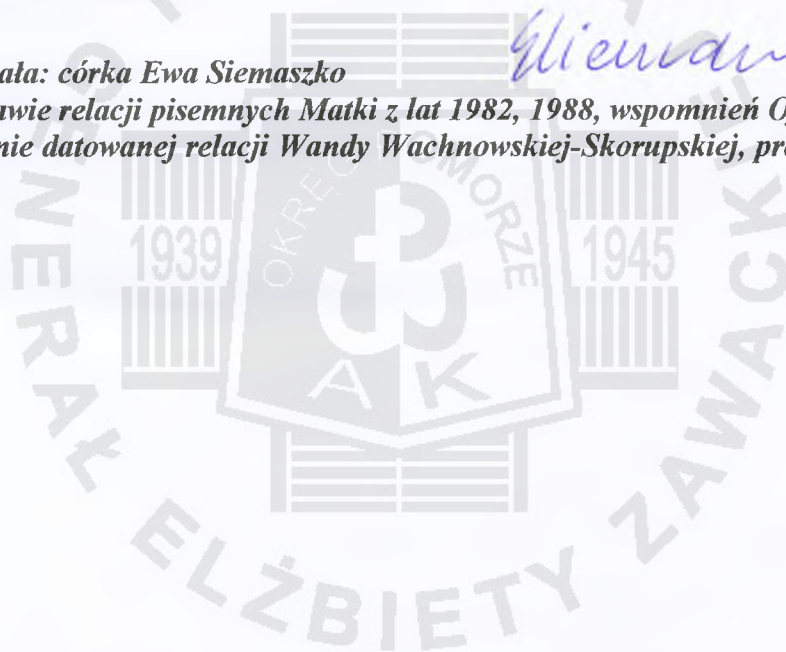 ała: córka Ewa Siemaszko
awie relacji pisemnych Matki z lat 1982, 1988, wspomnień O
nie datowanej relacji Wandy Wachnowskiej-Skorupskiej, pr
GENERAŁ ELŻBIETY ZAWACKIE
OKRĘG POMORZE
1939
1945
AK